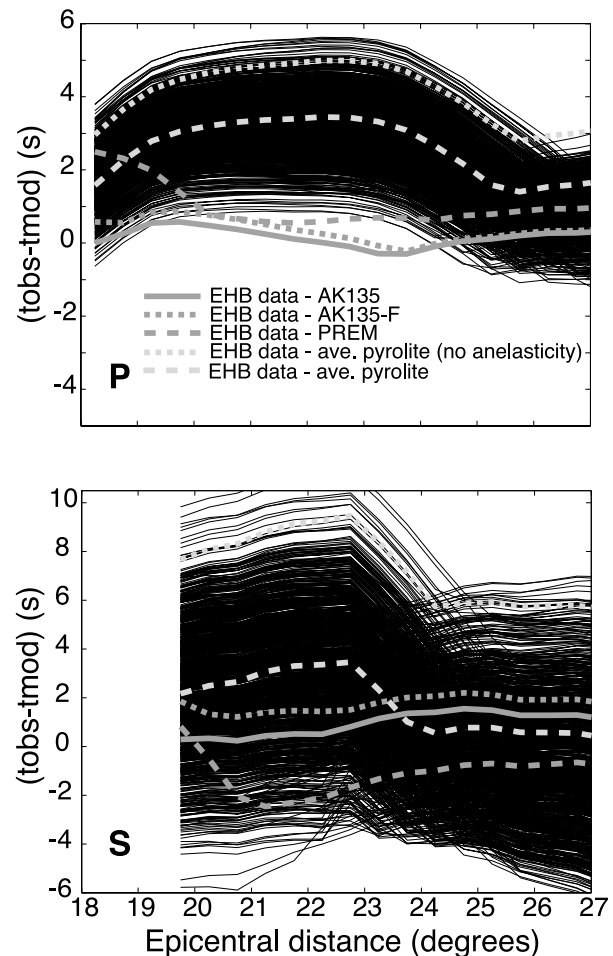 6
4
2
0
-2
-4
(tobs-tmod) (s)
EHB data - AK135
EHB data - AK135-F
EHB data - PREM
EHB data - ave. pyrolite (no anelasticity)
EHB data - ave. pyrolite
P
10
8
6
4
2
0
-2
-4
-6
(tobs-tmod) (s)
S
18 19 20 21 22 23 24 25 26 27
Epicentral distance (degrees)